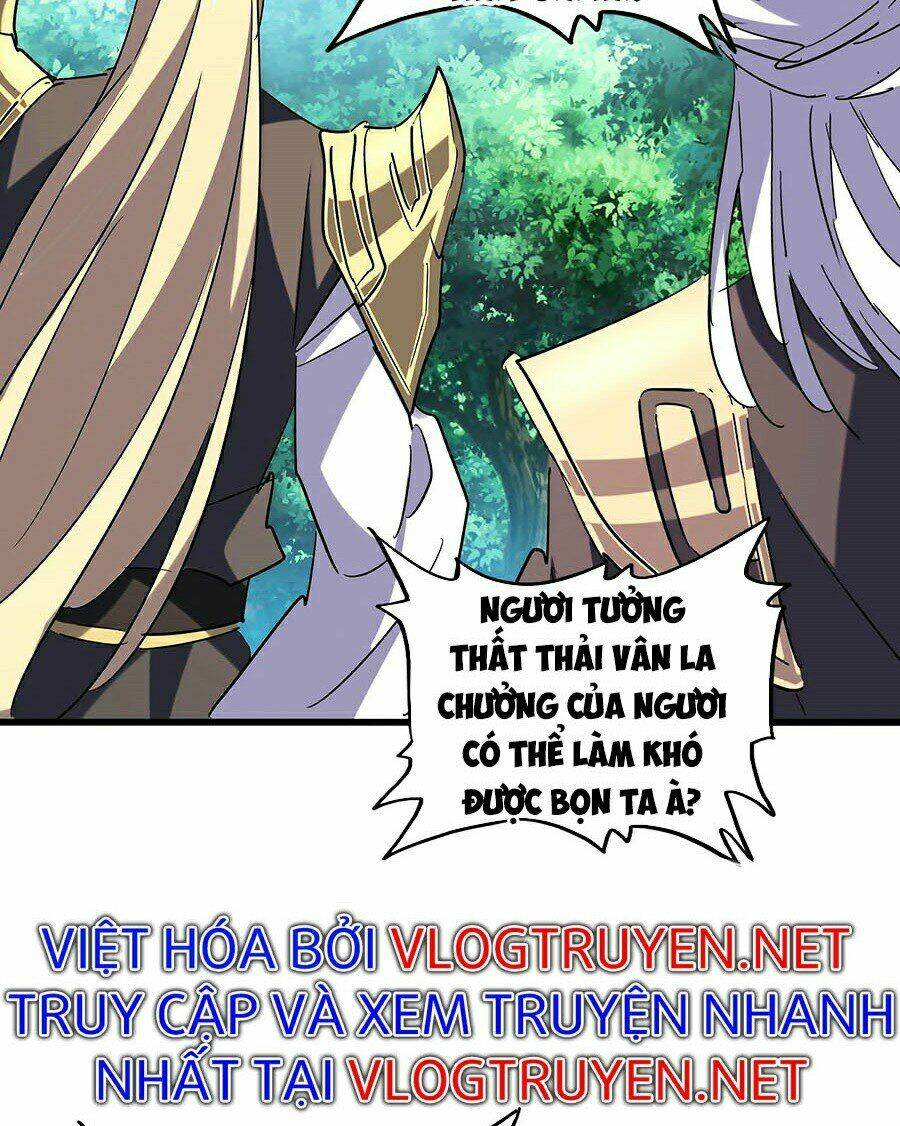 NGƯƠI TƯỞNG
THẤT THẢI VÂN LA
CHƯỞNG CỦA NGƯƠI
CÓ THỂ LÀM KHÓ
ĐƯỢC BỌN TA À?
VIỆT HÓA BỞI VLOGTRUYEN.NET
TRUY CẬP VÀ XEM TRUYỆN NHANH
NHẤT TẠI VLOGTRUYEN.NET